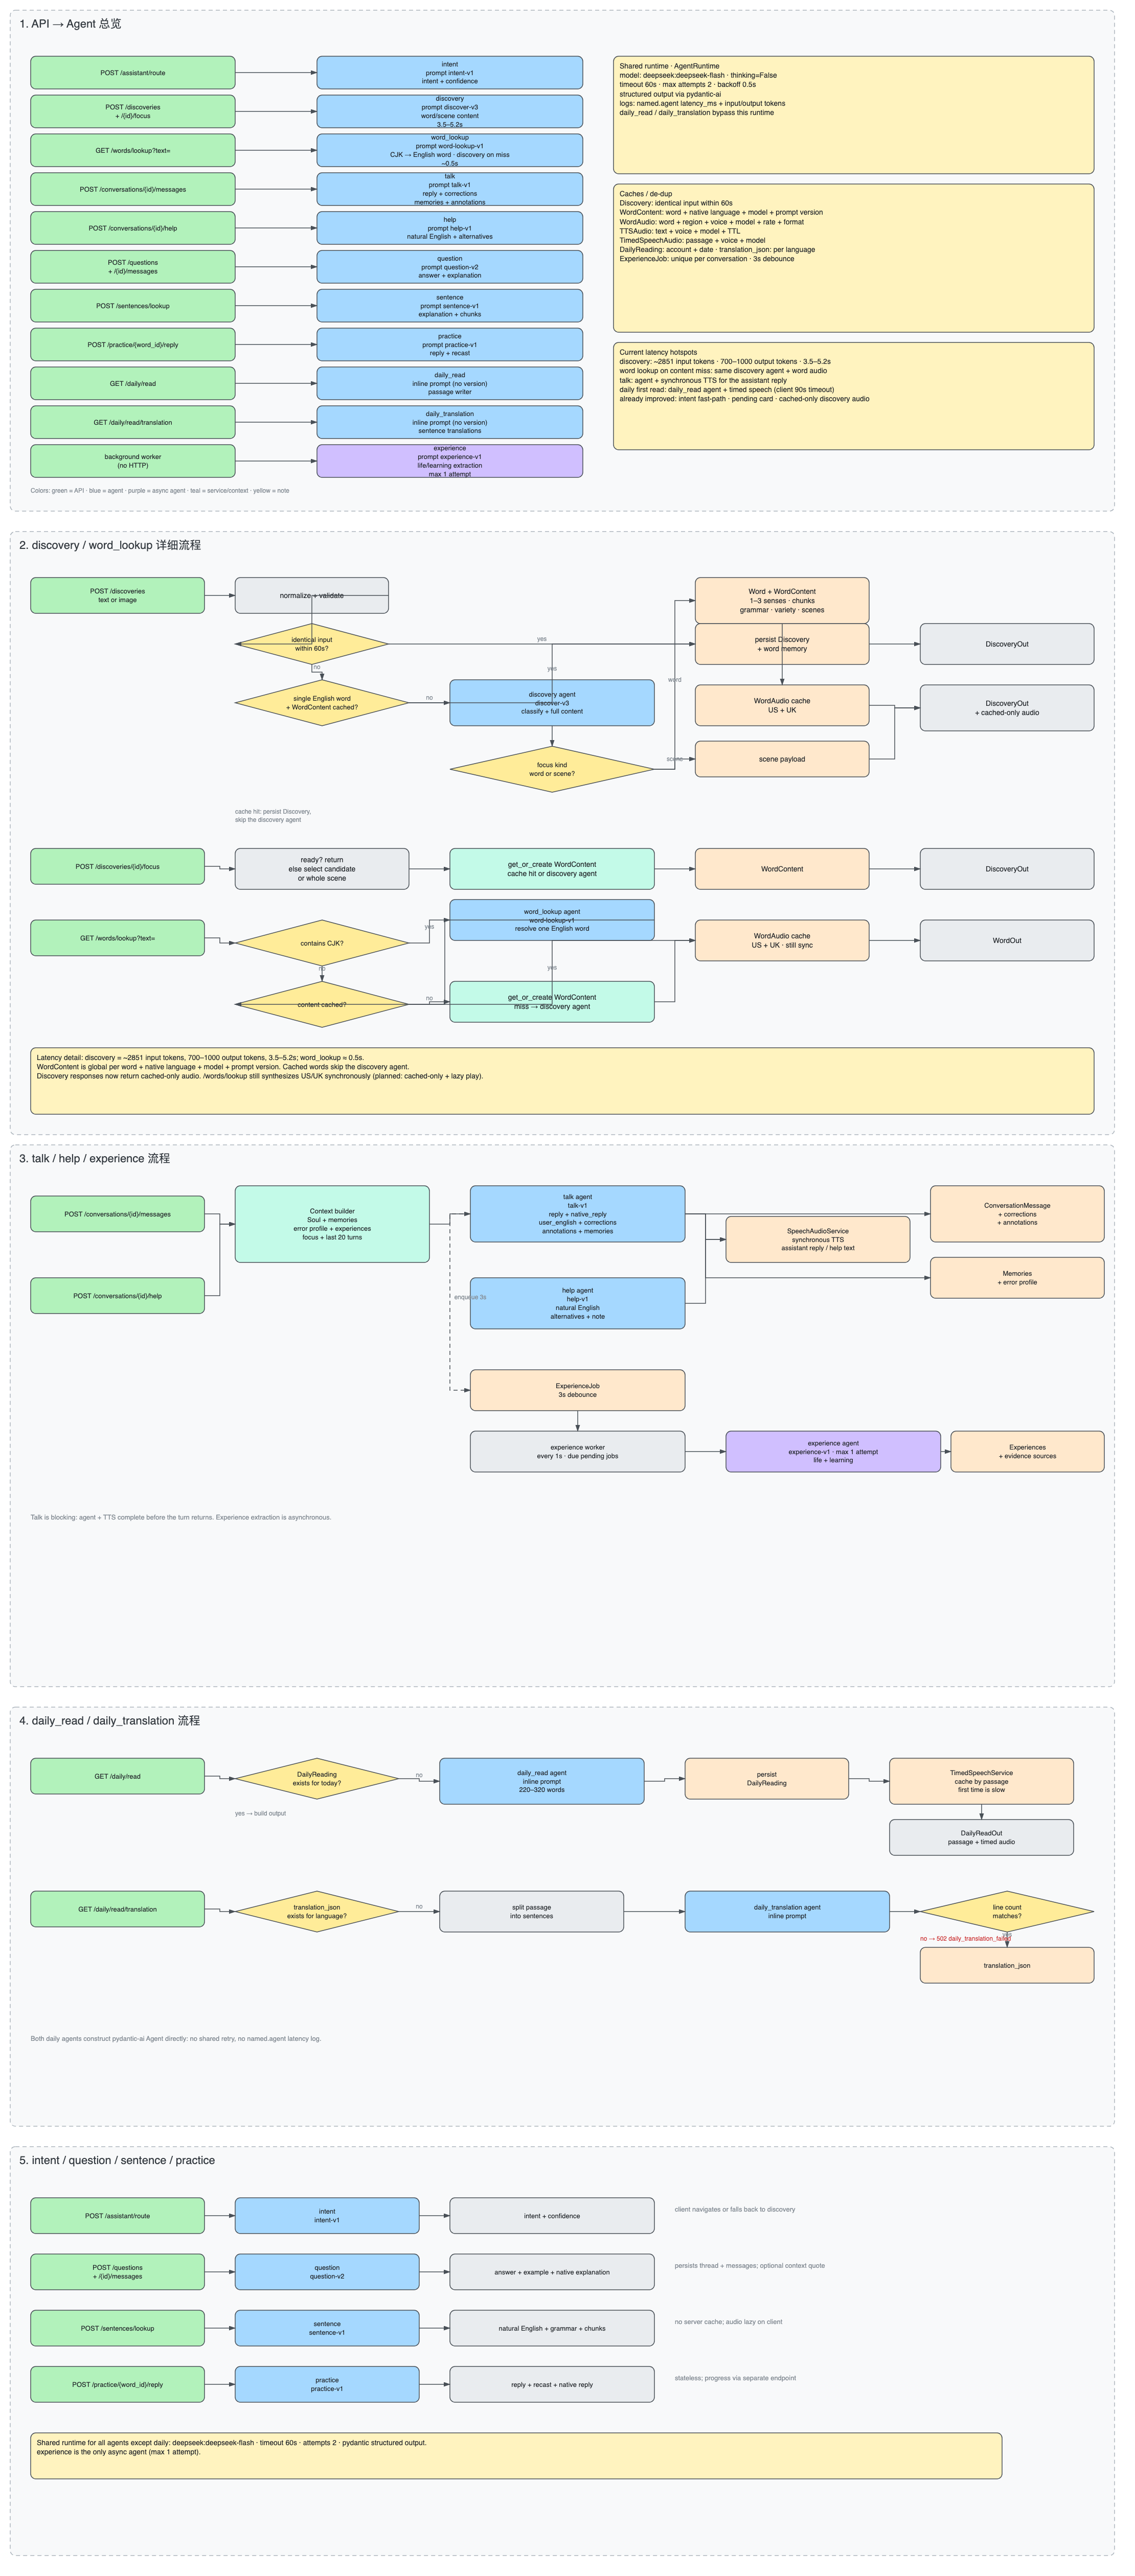 1. API → Agent 总览
POST /assistant/route
intent
prompt intent-v1
intent + confidence
POST /discoveries
+ /{id}/focus
discovery
prompt discover-v3
word/scene content
3.5–5.2s
GET /words/lookup?text=
word_lookup
prompt word-lookup-v1
CJK → English word · discovery on miss
~0.5s
POST /conversations/{id}/messages
talk
prompt talk-v1
reply + corrections
memories + annotations
POST /conversations/{id}/help
help
prompt help-v1
natural English + alternatives
POST /questions
+ /{id}/messages
question
prompt question-v2
answer + explanation
POST /sentences/lookup
sentence
prompt sentence-v1
explanation + chunks
POST /practice/{word_id}/reply
practice
prompt practice-v1
reply + recast
GET /daily/read
daily_read
inline prompt (no version)
passage writer
GET /daily/read/translation
daily_translation
inline prompt (no version)
sentence translations
background worker
(no HTTP)
experience
prompt experience-v1
life/learning extraction
max 1 attempt
Colors: green = API · blue = agent · purple = async agent · teal = service/context · yellow = note
Shared runtime · AgentRuntime
model: deepseek:deepseek-flash · thinking=False
timeout 60s · max attempts 2 · backoff 0.5s
structured output via pydantic-ai
logs: named.agent latency_ms + input/output tokens
daily_read / daily_translation bypass this runtime
Caches / de-dup
Discovery: identical input within 60s
WordContent: word + native language + model + prompt version
WordAudio: word + region + voice + model + rate + format
TTSAudio: text + voice + model + TTL
TimedSpeechAudio: passage + voice + model
DailyReading: account + date · translation_json: per language
ExperienceJob: unique per conversation · 3s debounce
Current latency hotspots
discovery: ~2851 input tokens · 700–1000 output tokens · 3.5–5.2s
word lookup on content miss: same discovery agent + word audio
talk: agent + synchronous TTS for the assistant reply
daily first read: daily_read agent + timed speech (client 90s timeout)
already improved: intent fast-path · pending card · cached-only discovery audio
2. discovery / word_lookup 详细流程
POST /discoveries
text or image
normalize + validate
identical input
within 60s?
yes
no
single English word
+ WordContent cached?
no
yes
discovery agent
discover-v3
classify + full content
focus kind
word or scene?
word
scene
Word + WordContent
1–3 senses · chunks
grammar · variety · scenes
persist Discovery
+ word memory
DiscoveryOut
WordAudio cache
US + UK
DiscoveryOut
+ cached-only audio
scene payload
cache hit: persist Discovery,
skip the discovery agent
POST /discoveries/{id}/focus
ready? return
else select candidate
or whole scene
get_or_create WordContent
cache hit or discovery agent
WordContent
DiscoveryOut
GET /words/lookup?text=
contains CJK?
yes
no
word_lookup agent
word-lookup-v1
resolve one English word
WordAudio cache
US + UK · still sync
WordOut
content cached?
no
yes
get_or_create WordContent
miss → discovery agent
Latency detail: discovery ≈ ~2851 input tokens, 700–1000 output tokens, 3.5–5.2s; word_lookup ≈ 0.5s.
WordContent is global per word + native language + model + prompt version. Cached words skip the discovery agent.
Discovery responses now return cached-only audio. /words/lookup still synthesizes US/UK synchronously (planned: cached-only + lazy play).
3. talk / help / experience 流程
POST /conversations/{id}/messages
POST /conversations/{id}/help
Context builder
Soul + memories
error profile + experiences
focus + last 20 turns
talk agent
talk-v1
reply + native_reply
user_english + corrections
annotations + memories
SpeechAudioService
synchronous TTS
assistant reply / help text
ConversationMessage
+ corrections
+ annotations
Memories
+ error profile
enqueue 3s
help agent
help-v1
natural English
alternatives + note
ExperienceJob
3s debounce
experience worker
every 1s · due pending jobs
experience agent
experience-v1 · max 1 attempt
life + learning
Experiences
+ evidence sources
Talk is blocking: agent + TTS complete before the turn returns. Experience extraction is asynchronous.
4. daily_read / daily_translation 流程
GET /daily/read
DailyReading
exists for today?
no
yes → build output
daily_read agent
inline prompt
220–320 words
persist
DailyReading
TimedSpeechService
cache by passage
first time is slow
DailyReadOut
passage + timed audio
GET /daily/read/translation
translation_json
exists for language?
no
split passage
into sentences
daily_translation agent
inline prompt
line count
matches?
no → 502 daily_translation_failed
translation_json
Both daily agents construct pydantic-ai Agent directly: no shared retry, no named.agent latency log.
5. intent / question / sentence / practice
POST /assistant/route
intent
intent-v1
intent + confidence
client navigates or falls back to discovery
POST /questions
+ /{id}/messages
question
question-v2
answer + example + native explanation
persists thread + messages; optional context quote
POST /sentences/lookup
sentence
sentence-v1
natural English + grammar + chunks
no server cache; audio lazy on client
POST /practice/{word_id}/reply
practice
practice-v1
reply + recast + native reply
stateless; progress via separate endpoint
Shared runtime for all agents except daily: deepseek:deepseek-flash · timeout 60s · attempts 2 · pydantic structured output.
experience is the only async agent (max 1 attempt).